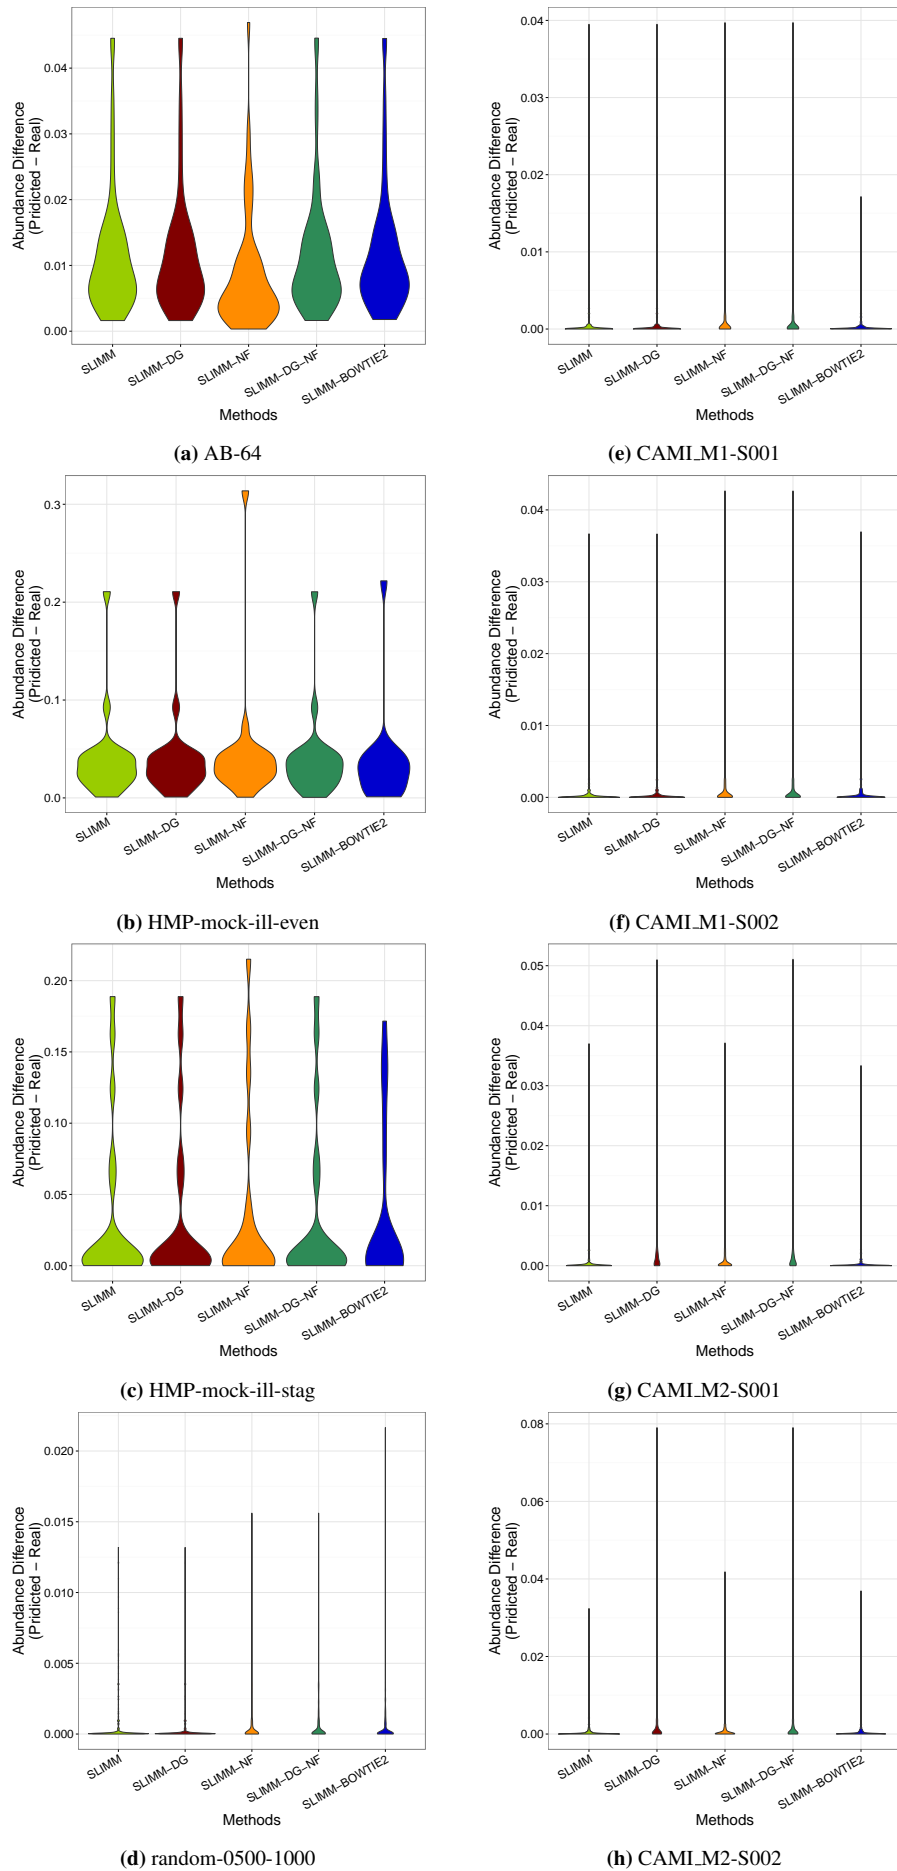 Abundance Difference
(Pridicted − Real)
0.04
0.03
0.02
0.01
0.00
SLIMM
SLIMM−DG
SLIMM−NF
SLIMM−DG−NF
SLIMM−BOWTIE2
Methods
(a) AB-64
Abundance Difference
(Pridicted − Real)
0.3
0.2
0.1
0.0
SLIMM
SLIMM−DG
SLIMM−NF
SLIMM−DG−NF
SLIMM−BOWTIE2
Methods
(b) HMP-mock-ill-even
Abundance Difference
(Pridicted − Real)
0.20
0.15
0.10
0.05
0.00
SLIMM
SLIMM−DG
SLIMM−NF
SLIMM−DG−NF
SLIMM−BOWTIE2
Methods
(c) HMP-mock-ill-stag
Abundance Difference
(Pridicted − Real)
0.020
0.015
0.010
0.005
0.000
SLIMM
SLIMM−DG
SLIMM−NF
SLIMM−DG−NF
SLIMM−BOWTIE2
Methods
(d) random-0500-1000
Abundance Difference
(Pridicted − Real)
0.04
0.03
0.02
0.01
0.00
SLIMM
SLIMM−DG
SLIMM−NF
SLIMM−DG−NF
SLIMM−BOWTIE2
Methods
(e) CAMI_M1-S001
Abundance Difference
(Pridicted − Real)
0.04
0.03
0.02
0.01
0.00
SLIMM
SLIMM−DG
SLIMM−NF
SLIMM−DG−NF
SLIMM−BOWTIE2
Methods
(f) CAMI_M1-S002
Abundance Difference
(Pridicted − Real)
0.05
0.04
0.03
0.02
0.01
0.00
SLIMM
SLIMM−DG
SLIMM−NF
SLIMM−DG−NF
SLIMM−BOWTIE2
Methods
(g) CAMI_M2-S001
Abundance Difference
(Pridicted − Real)
0.08
0.06
0.04
0.02
0.00
SLIMM
SLIMM−DG
SLIMM−NF
SLIMM−DG−NF
SLIMM−BOWTIE2
Methods
(h) CAMI_M2-S002